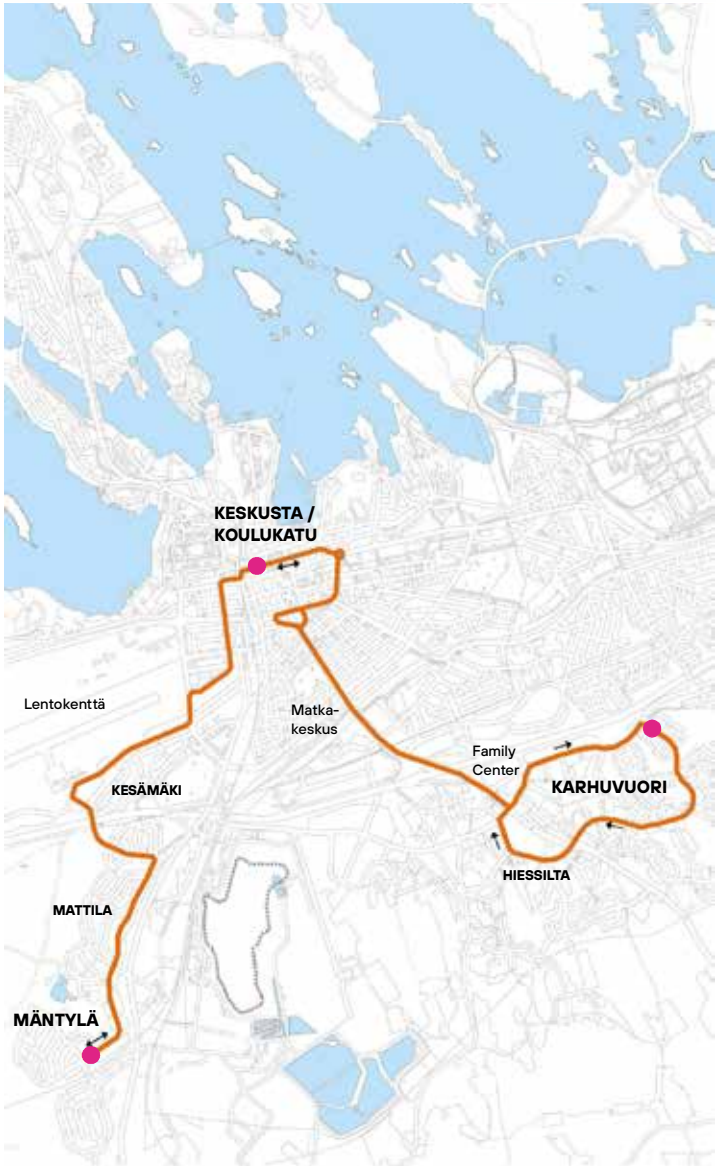 KESKUSTA /
KOULUKATU
Lentokenttä
Matka-
keskus
Family
Center
KESÄMÄKI
KARHUVUORI
HIESSILTA
MATTILA
MÄNTYLÄ